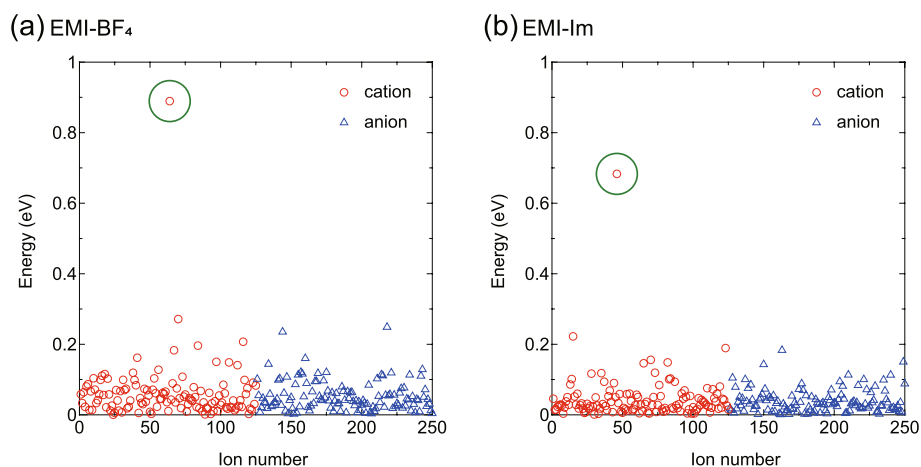 (a) EMI-BF₄
1
0.8
0.6
0.4
0.2
0
Energy (eV)
0 50 100 150 200 250
Ion number
cation
anion
(b) EMI-Im
1
0.8
0.6
0.4
0.2
0
Energy (eV)
0 50 100 150 200 250
Ion number
cation
anion